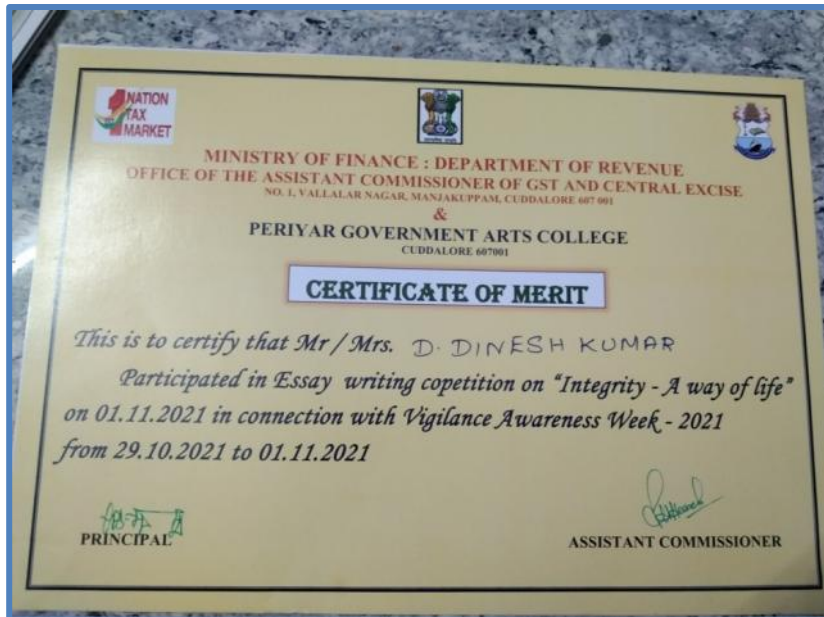 NATION
TAX
MARKET
MINISTRY OF FINANCE : DEPARTMENT OF REVENUE
OFFICE OF THE ASSISTANT COMMISSIONER OF GST AND CENTRAL EXCISE
NO. 1, VALLALAR NAGAR, MANJAKUPPAM, CUDDALORE 607 001
&
PERIYAR GOVERNMENT ARTS COLLEGE
CUDDALORE 607001
CERTIFICATE OF MERIT
This is to certify that Mr / Mrs. D. DINESH KUMAR
Participated in Essay writing copetition on "Integrity - A way of life"
on 01.11.2021 in connection with Vigilance Awareness Week - 2021
from 29.10.2021 to 01.11.2021
PRINCIPAL
ASSISTANT COMMISSIONER